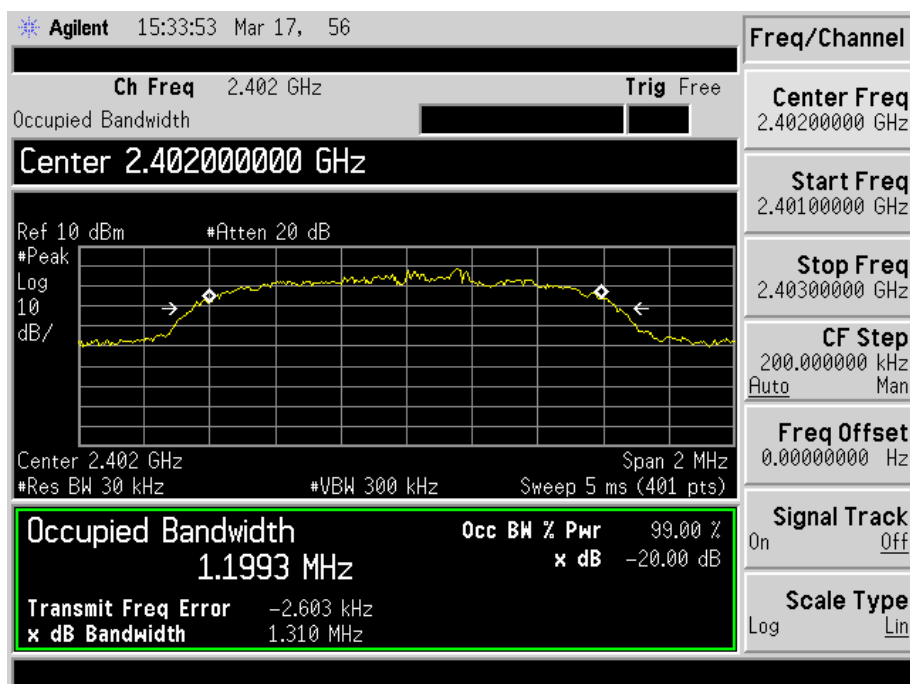 Agilent 15:33:53 Mar 17, 56
Freq/Channel
Ch Freq 2.402 GHz Trig Free
Occupied Bandwidth
Center 2.402000000 GHz
Ref 10 dBm #Atten 20 dB
#Peak
Log
10
dB/
Center 2.402 GHz Span 2 MHz
#Res BW 30 kHz #VBW 300 kHz Sweep 5 ms (401 pts)
Occupied Bandwidth Occ BW % Pwr 99.00 %
1.1993 MHz x dB -20.00 dB
Transmit Freq Error -2.603 kHz
x dB Bandwidth 1.310 MHz
Center Freq
2.40200000 GHz
Start Freq
2.40100000 GHz
Stop Freq
2.40300000 GHz
CF Step
200.000000 kHz
Auto Man
Freq Offset
0.00000000 Hz
Signal Track
On Off
Scale Type
Log Lin